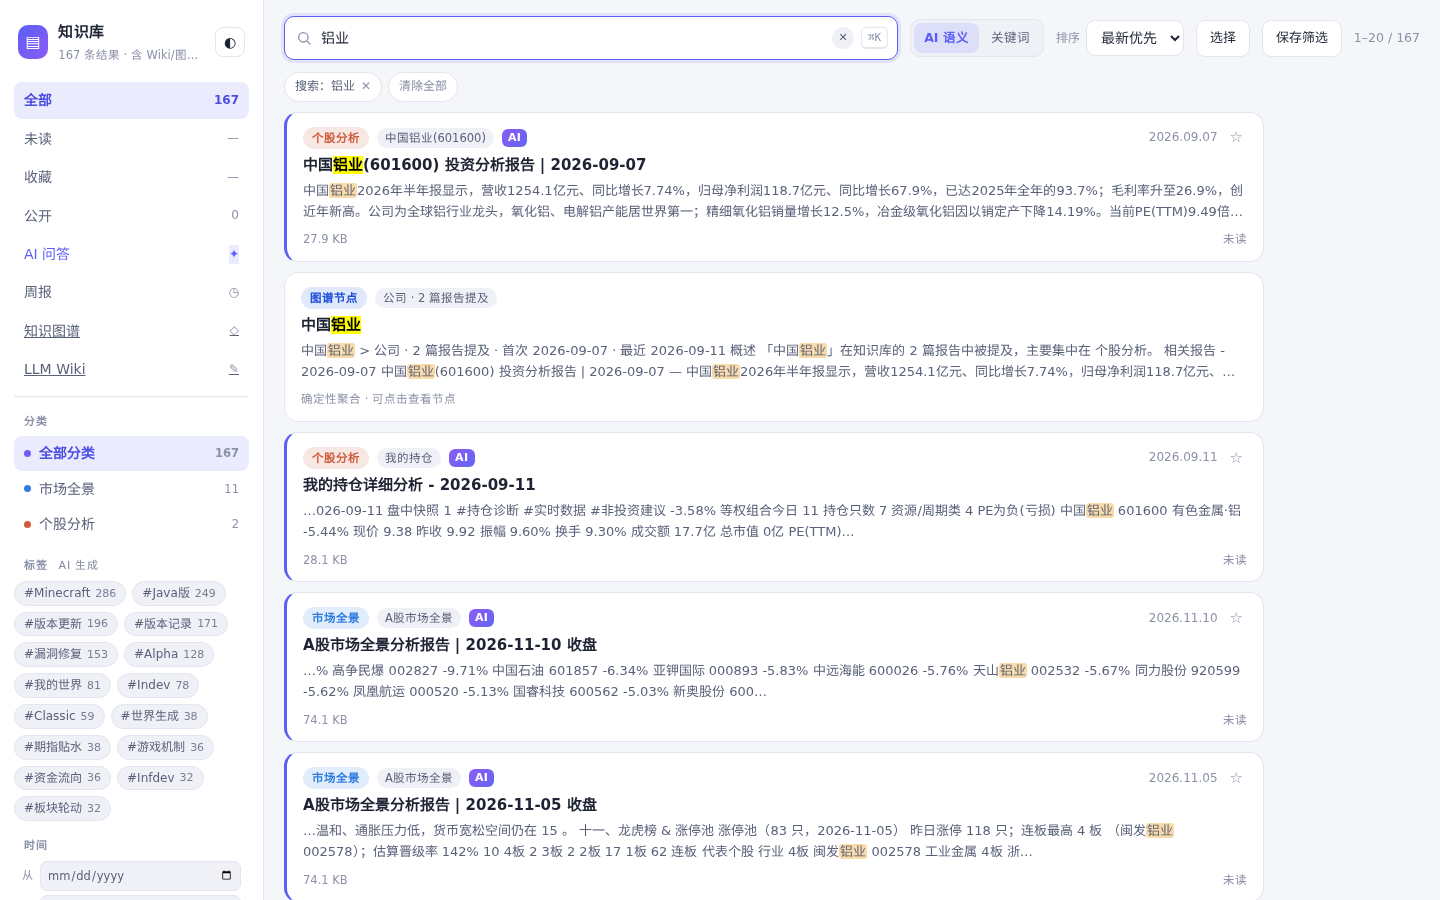 知识库
167 条结果 · 含 Wiki/图…
全部 167
未读 —
收藏 —
公开 0
AI 问答
周报
知识图谱
LLM Wiki
分类
全部分类 167
市场全景 11
个股分析 2
标签 AI 生成
#Minecraft 286 #Java版 249
#版本更新 196 #版本记录 171
#漏洞修复 153 #Alpha 128
#我的世界 81 #Indev 78
#Classic 59 #世界生成 38
#期指贴水 38 #游戏机制 36
#资金流向 36 #Infdev 32
#板块轮动 32
时间
从 mm/dd/yyyy
铝业 ✕ ⌘K AI 语义 关键词 排序 最新优先 选择 保存筛选 1–20 / 167
搜索：铝业 ✕ 清除全部
个股分析 中国铝业(601600) AI 2026.09.07 ☆
中国铝业(601600) 投资分析报告 | 2026-09-07
中国铝业2026年半年报显示，营收1254.1亿元、同比增长7.74%，归母净利润118.7亿元、同比增长67.9%，已达2025年全年的93.7%；毛利率升至26.9%，创
近年新高。公司为全球铝行业龙头，氧化铝、电解铝产能居世界第一；精细氧化铝销量增长12.5%，冶金级氧化铝因以销定产下降14.19%。当前PE(TTM)9.49倍…
27.9 KB 未读
图谱节点 公司 · 2 篇报告提及
中国铝业
中国铝业 > 公司 · 2 篇报告提及 · 首次 2026-09-07 · 最近 2026-09-11 概述 「中国铝业」在知识库的 2 篇报告中被提及，主要集中在 个股分析。 相关报告 -
2026-09-07 中国铝业(601600) 投资分析报告 | 2026-09-07 — 中国铝业2026年半年报显示，营收1254.1亿元、同比增长7.74%，归母净利润118.7亿元、…
确定性聚合 · 可点击查看节点
个股分析 我的持仓 AI 2026.09.11 ☆
我的持仓详细分析 - 2026-09-11
…026-09-11 盘中快照 1 #持仓诊断 #实时数据 #非投资建议 -3.58% 等权组合今日 11 持仓只数 7 资源/周期类 4 PE为负(亏损) 中国铝业 601600 有色金属·铝
-5.44% 现价 9.38 昨收 9.92 振幅 9.60% 换手 9.30% 成交额 17.7亿 总市值 0亿 PE(TTM)…
28.1 KB 未读
市场全景 A股市场全景 AI 2026.11.10 ☆
A股市场全景分析报告 | 2026-11-10 收盘
…% 高争民爆 002827 -9.71% 中国石油 601857 -6.34% 亚钾国际 000893 -5.83% 中远海能 600026 -5.76% 天山铝业 002532 -5.67% 同力股份 920599
-5.62% 凤凰航运 000520 -5.13% 国睿科技 600562 -5.03% 新奥股份 600…
74.1 KB 未读
市场全景 A股市场全景 AI 2026.11.05 ☆
A股市场全景分析报告 | 2026-11-05 收盘
…温和、通胀压力低，货币宽松空间仍在 15 。 十一、龙虎榜 & 涨停池 涨停池（83 只，2026-11-05） 昨日涨停 118 只；连板最高 4 板 （闽发铝业
002578）；估算晋级率 142% 10 4板 2 3板 2 2板 17 1板 62 连板 代表个股 行业 4板 闽发铝业 002578 工业金属 4板 浙…
74.1 KB 未读